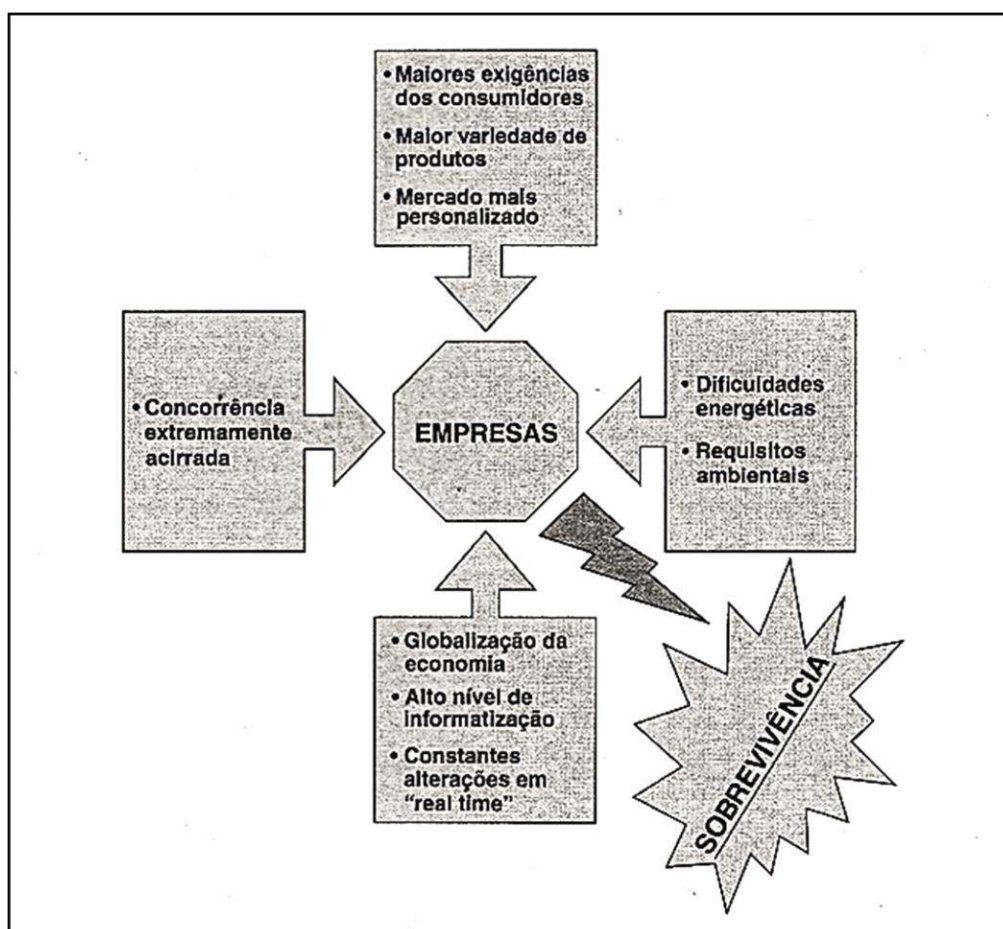 • Maiores exigências
dos consumidores
• Maior variedade de
produtos
• Mercado mais
personalizado
• Concorrência
extremamente
acirrada
EMPRESAS
• Dificuldades
energéticas
• Requisitos
ambientais
• Globalização da
economia
• Alto nível de
informatização
• Constantes
alterações em
“real time”
SOBREVIVÊNCIA